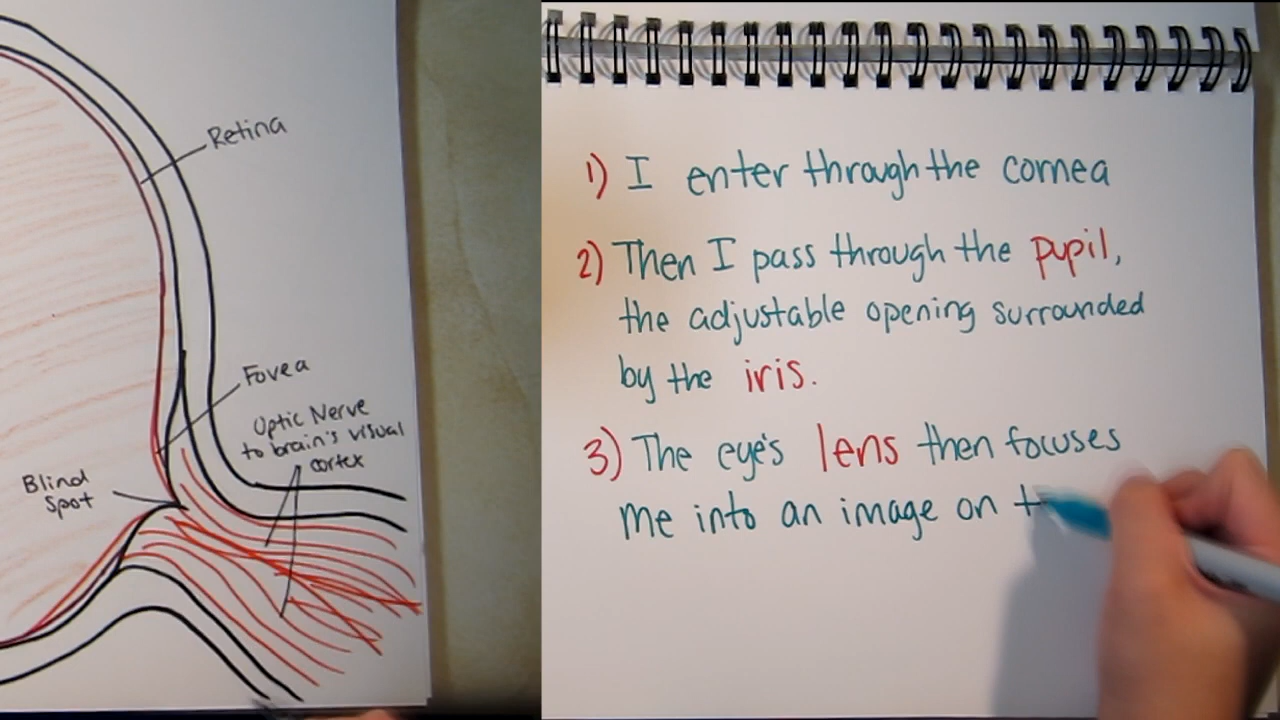 Retina
Fovea
Optic Nerve
to brain's visual
cortex
Blind
Spot
1) I enter through the cornea
2) Then I pass through the pupil,
the adjustable opening surrounded
by the iris.
3) The eye's lens then focuses
me into an image on t